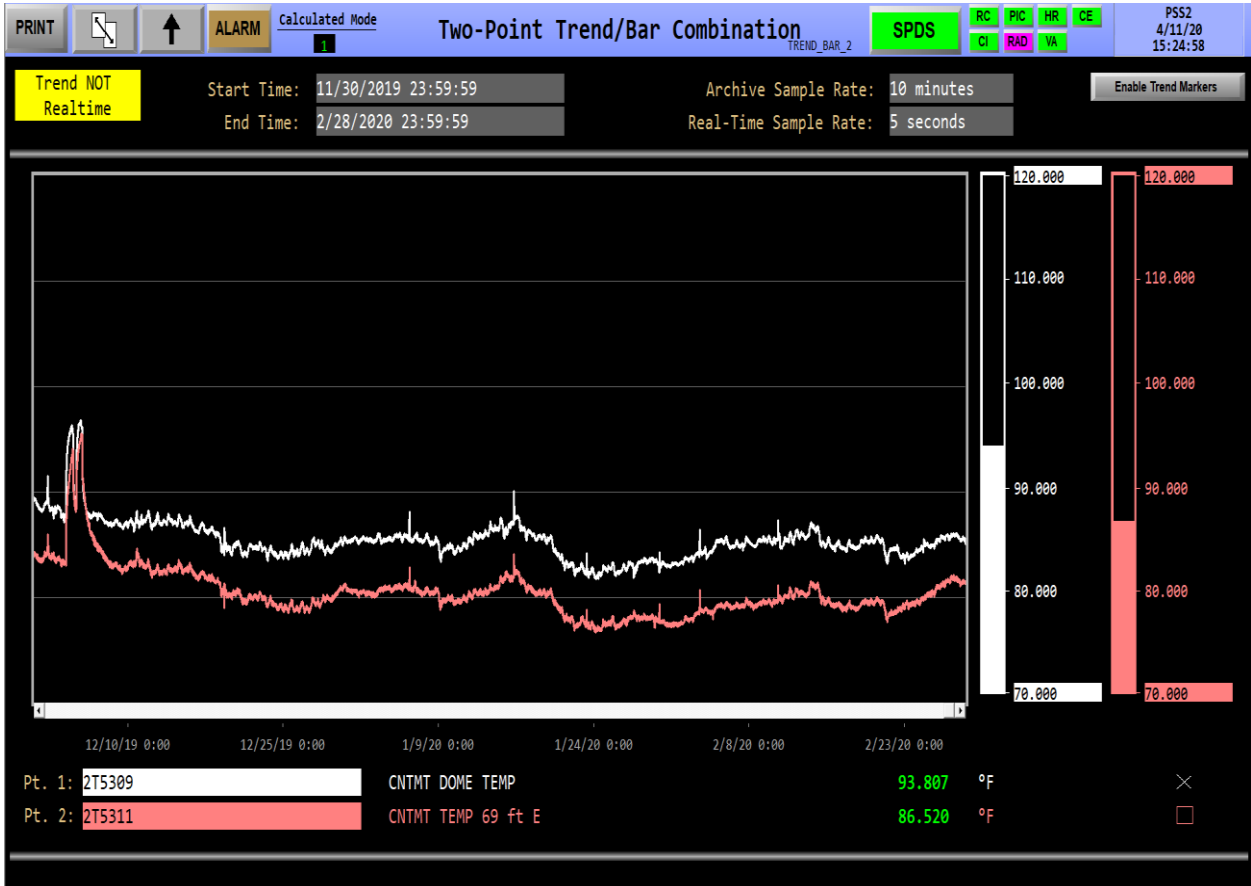 PRINT
ALARM
Calculated Mode
1
Two-Point Trend/Bar Combination
TREND_BAR_2
SPDS
RC PIC HR CE
CI RAD VA
PSS2
4/11/20
15:24:58
Trend NOT
Realtime
Start Time: 11/30/2019 23:59:59
End Time: 2/28/2020 23:59:59
Archive Sample Rate: 10 minutes
Real-Time Sample Rate: 5 seconds
Enable Trend Markers
120.000 120.000
110.000 110.000
100.000 100.000
90.000 90.000
80.000 80.000
70.000 70.000
12/10/19 0:00 12/25/19 0:00 1/9/20 0:00 1/24/20 0:00 2/8/20 0:00 2/23/20 0:00
Pt. 1: 2T5309 CNTMT DOME TEMP 93.807 °F
Pt. 2: 2T5311 CNTMT TEMP 69 ft E 86.520 °F